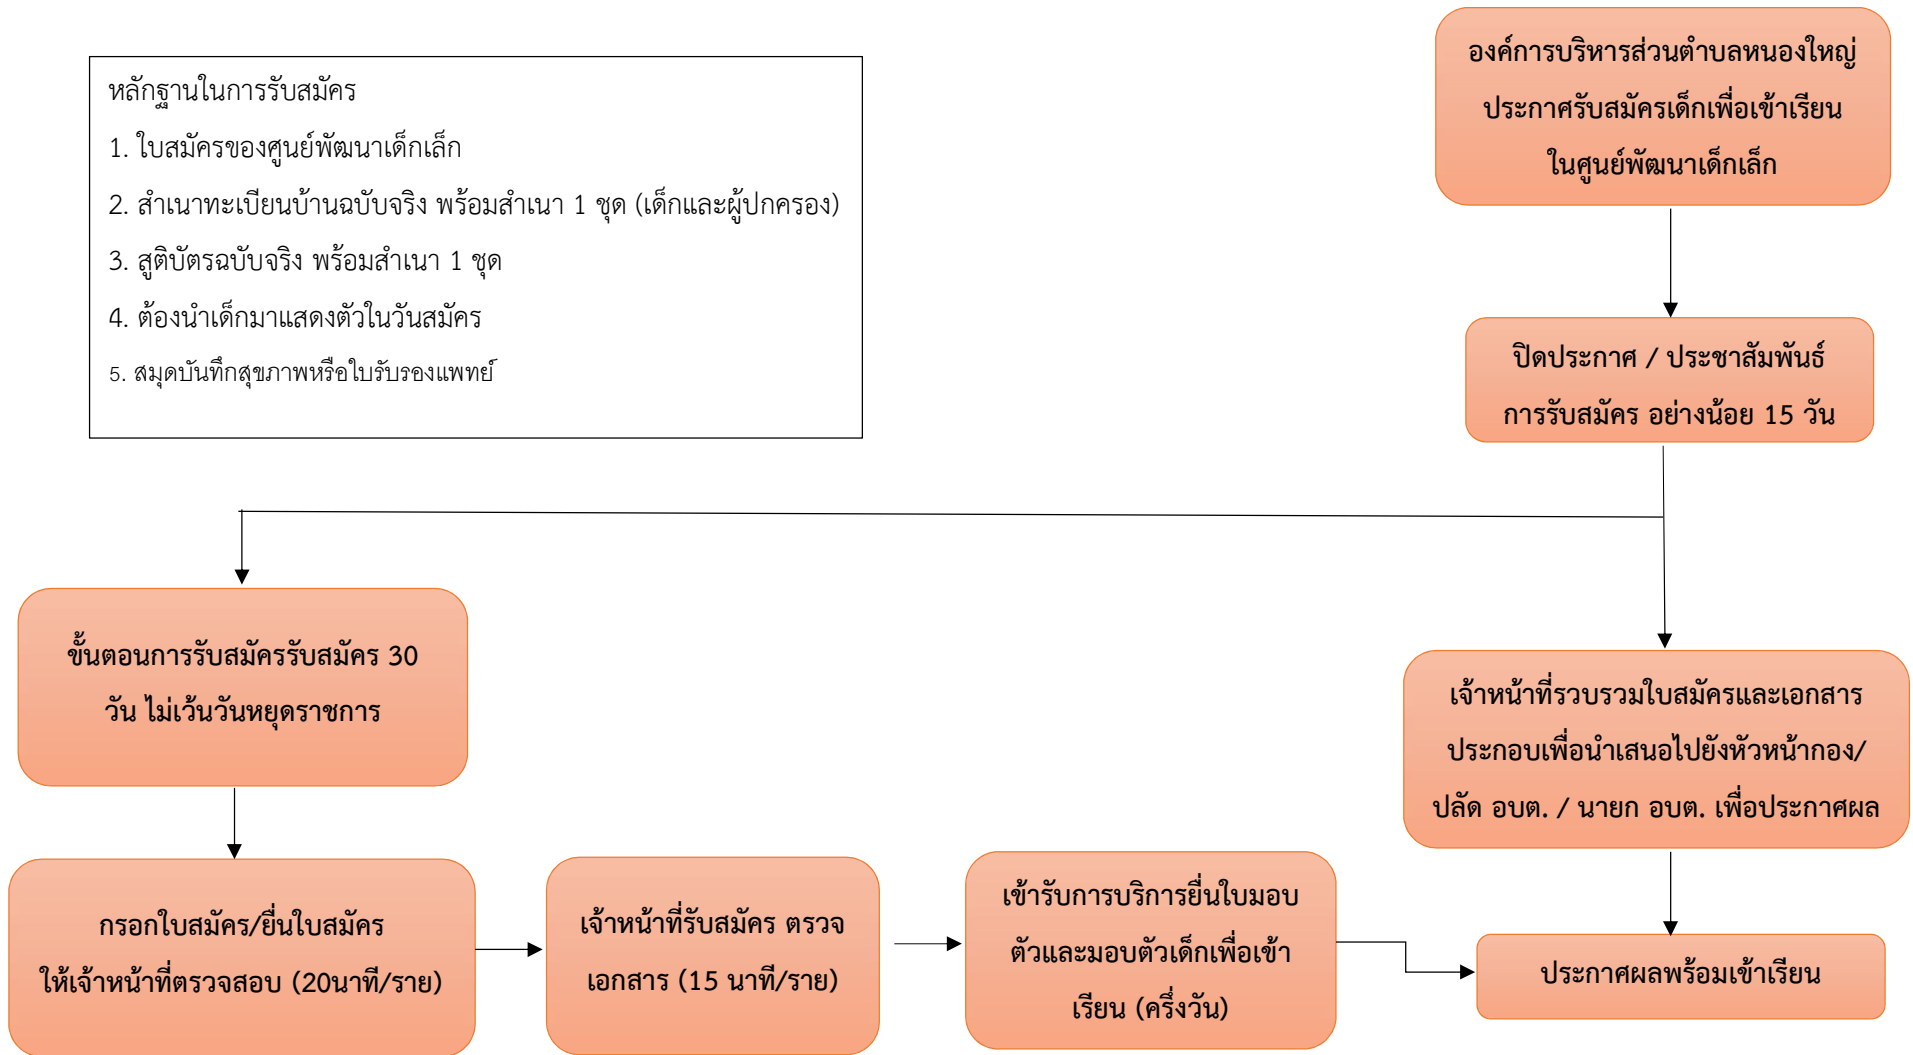 หลักฐานในการรับสมัคร
1. ใบสมัครของศูนย์พัฒนาเด็กเล็ก
2. สำเนาทะเบียนบ้านฉบับจริง พร้อมสำเนา 1 ชุด (เด็กและผู้ปกครอง)
3. สูติบัตรฉบับจริง พร้อมสำเนา 1 ชุด
4. ต้องนำเด็กมาแสดงตัวในวันสมัคร
5. สมุดบันทึกสุขภาพหรือใบรับรองแพทย์
องค์การบริหารส่วนตำบลหนองใหญ่
ประกาศรับสมัครเด็กเพื่อเข้าเรียน
ในศูนย์พัฒนาเด็กเล็ก
ปิดประกาศ / ประชาสัมพันธ์
การรับสมัคร อย่างน้อย 15 วัน
ขั้นตอนการรับสมัครรับสมัคร 30
วัน ไม่เว้นวันหยุดราชการ
เจ้าหน้าที่รวบรวมใบสมัครและเอกสาร
ประกอบเพื่อนำเสนอไปยังหัวหน้ากอง/
ปลัด อบต. / นายก อบต. เพื่อประกาศผล
กรอกใบสมัคร/ยื่นใบสมัคร
ให้เจ้าหน้าที่ตรวจสอบ (20นาที/ราย)
เจ้าหน้าที่รับสมัคร ตรวจ
เอกสาร (15 นาที/ราย)
เข้ารับการบริการยื่นใบมอบ
ตัวและมอบตัวเด็กเพื่อเข้า
เรียน (ครึ่งวัน)
ประกาศผลพร้อมเข้าเรียน